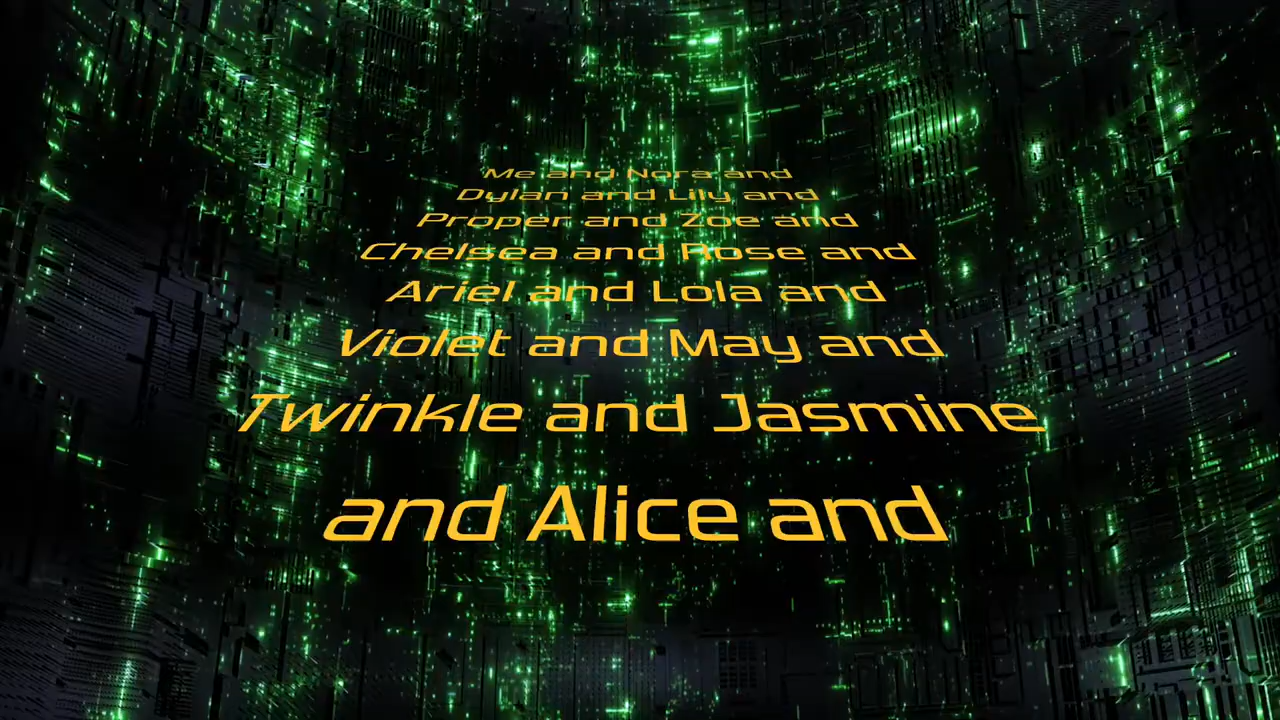 Me and Nora and
Dylan and Lily and
Proper and Zoe and
Chelsea and Rose and
Ariel and Lola and
Violet and May and
Twinkle and Jasmine
and Alice and